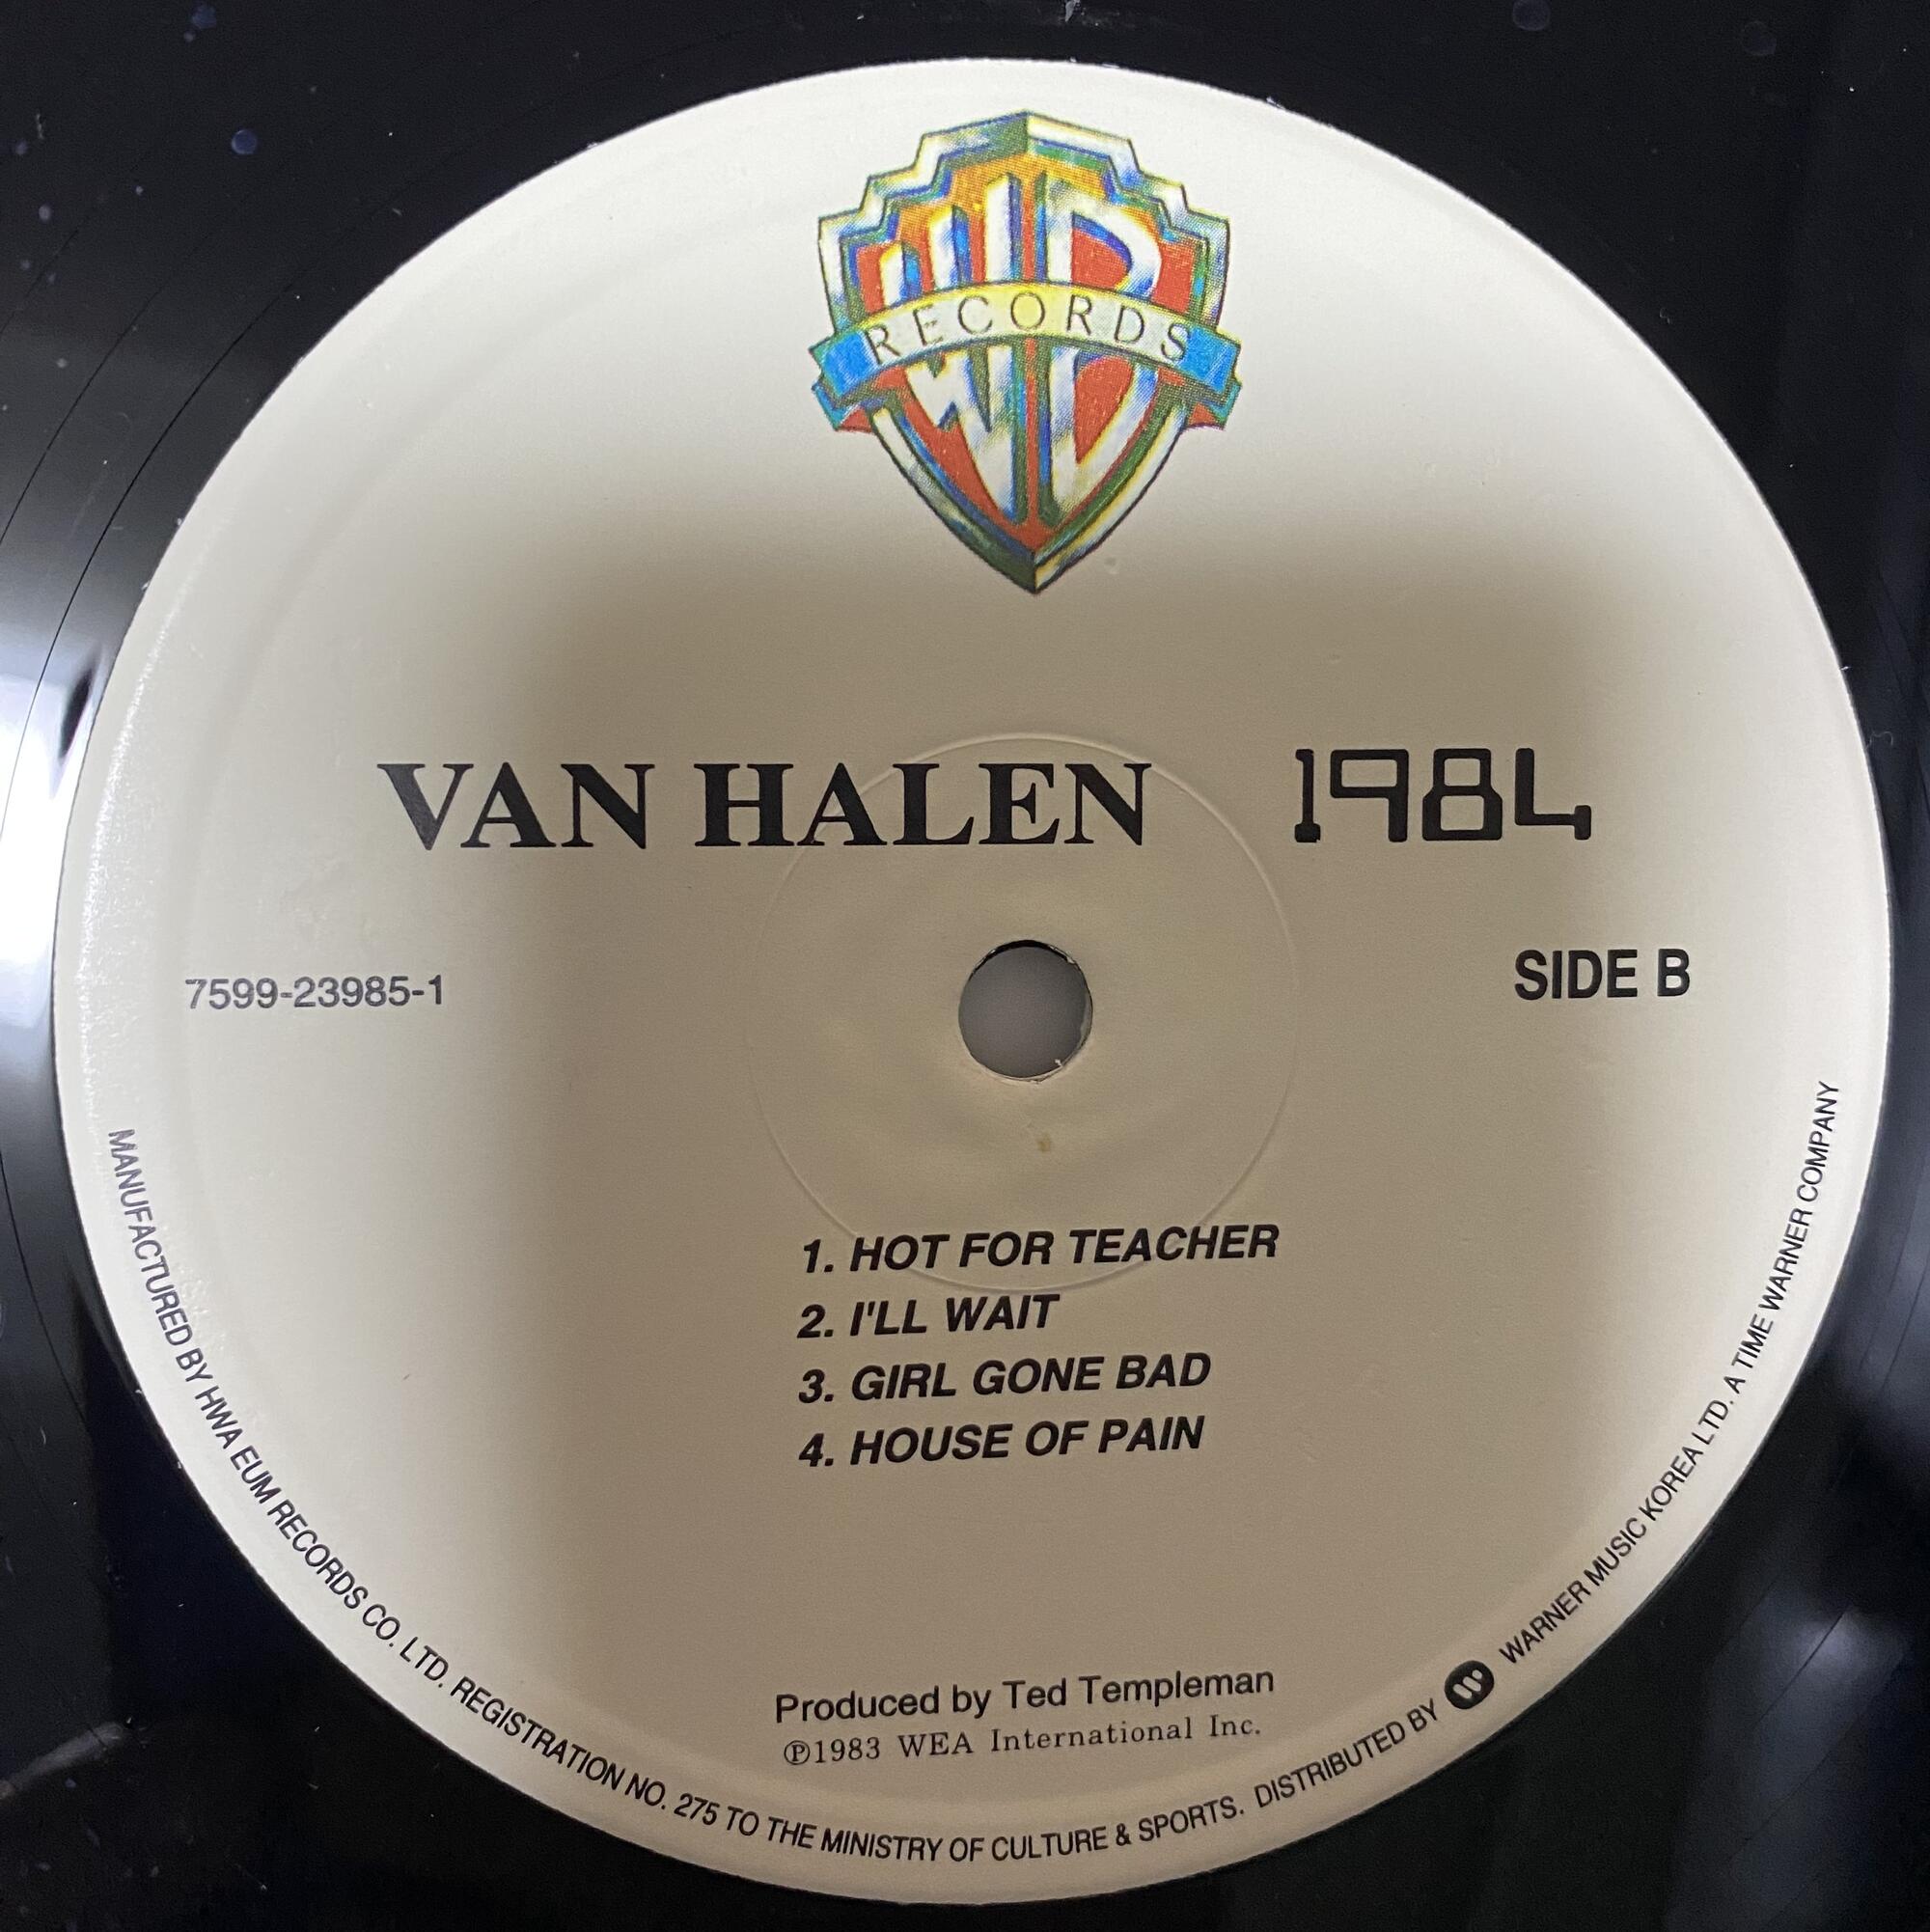 WB
RECORDS
VAN HALEN 1984
7599-23985-1
SIDE B
1. HOT FOR TEACHER
2. I'LL WAIT
3. GIRL GONE BAD
4. HOUSE OF PAIN
Produced by Ted Templeman
℗1983 WEA International Inc.
MANUFACTURED BY HWA EUM RECORDS CO. LTD. REGISTRATION NO. 275 TO THE MINISTRY OF CULTURE & SPORTS. DISTRIBUTED BY WARNER MUSIC KOREA LTD. A TIME WARNER COMPANY